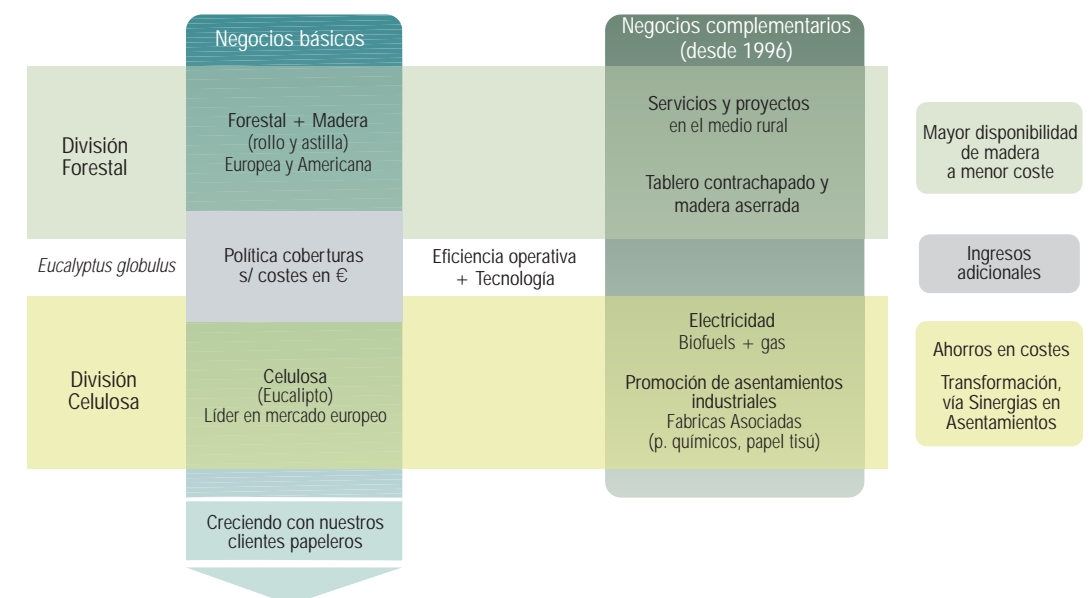 Negocios básicos
Negocios complementarios
(desde 1996)
División
Forestal
Forestal + Madera
(rollo y astilla)
Europea y Americana
Servicios y proyectos
en el medio rural
Tablero contrachapado y
madera aserrada
Mayor disponibilidad
de madera
a menor coste
Eucalyptus globulus
Política coberturas
s/ costes en €
Eficiencia operativa
+ Tecnología
Ingresos
adicionales
División
Celulosa
Celulosa
(Eucalipto)
Líder en mercado europeo
Electricidad
Biofuels + gas
Promoción de asentamientos
industriales
Fabricas Asociadas
(p. químicos, papel tisú)
Ahorros en costes
Transformación,
vía Sinergias en
Asentamientos
Creciendo con nuestros
clientes papeleros